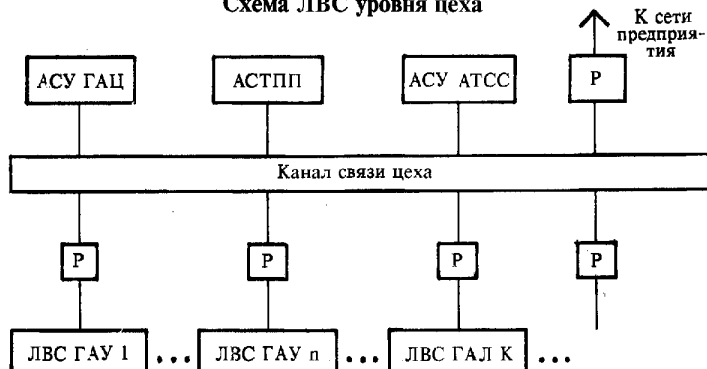 Схема ЛВС уровня цеха
К сети
предприя-
тия
АСУ ГАЦ
АСТПП
АСУ АТСС
Р
Канал связи цеха
Р
Р
Р
Р
ЛВС ГАУ 1
...
ЛВС ГАУ п
...
ЛВС ГАЛ К
...